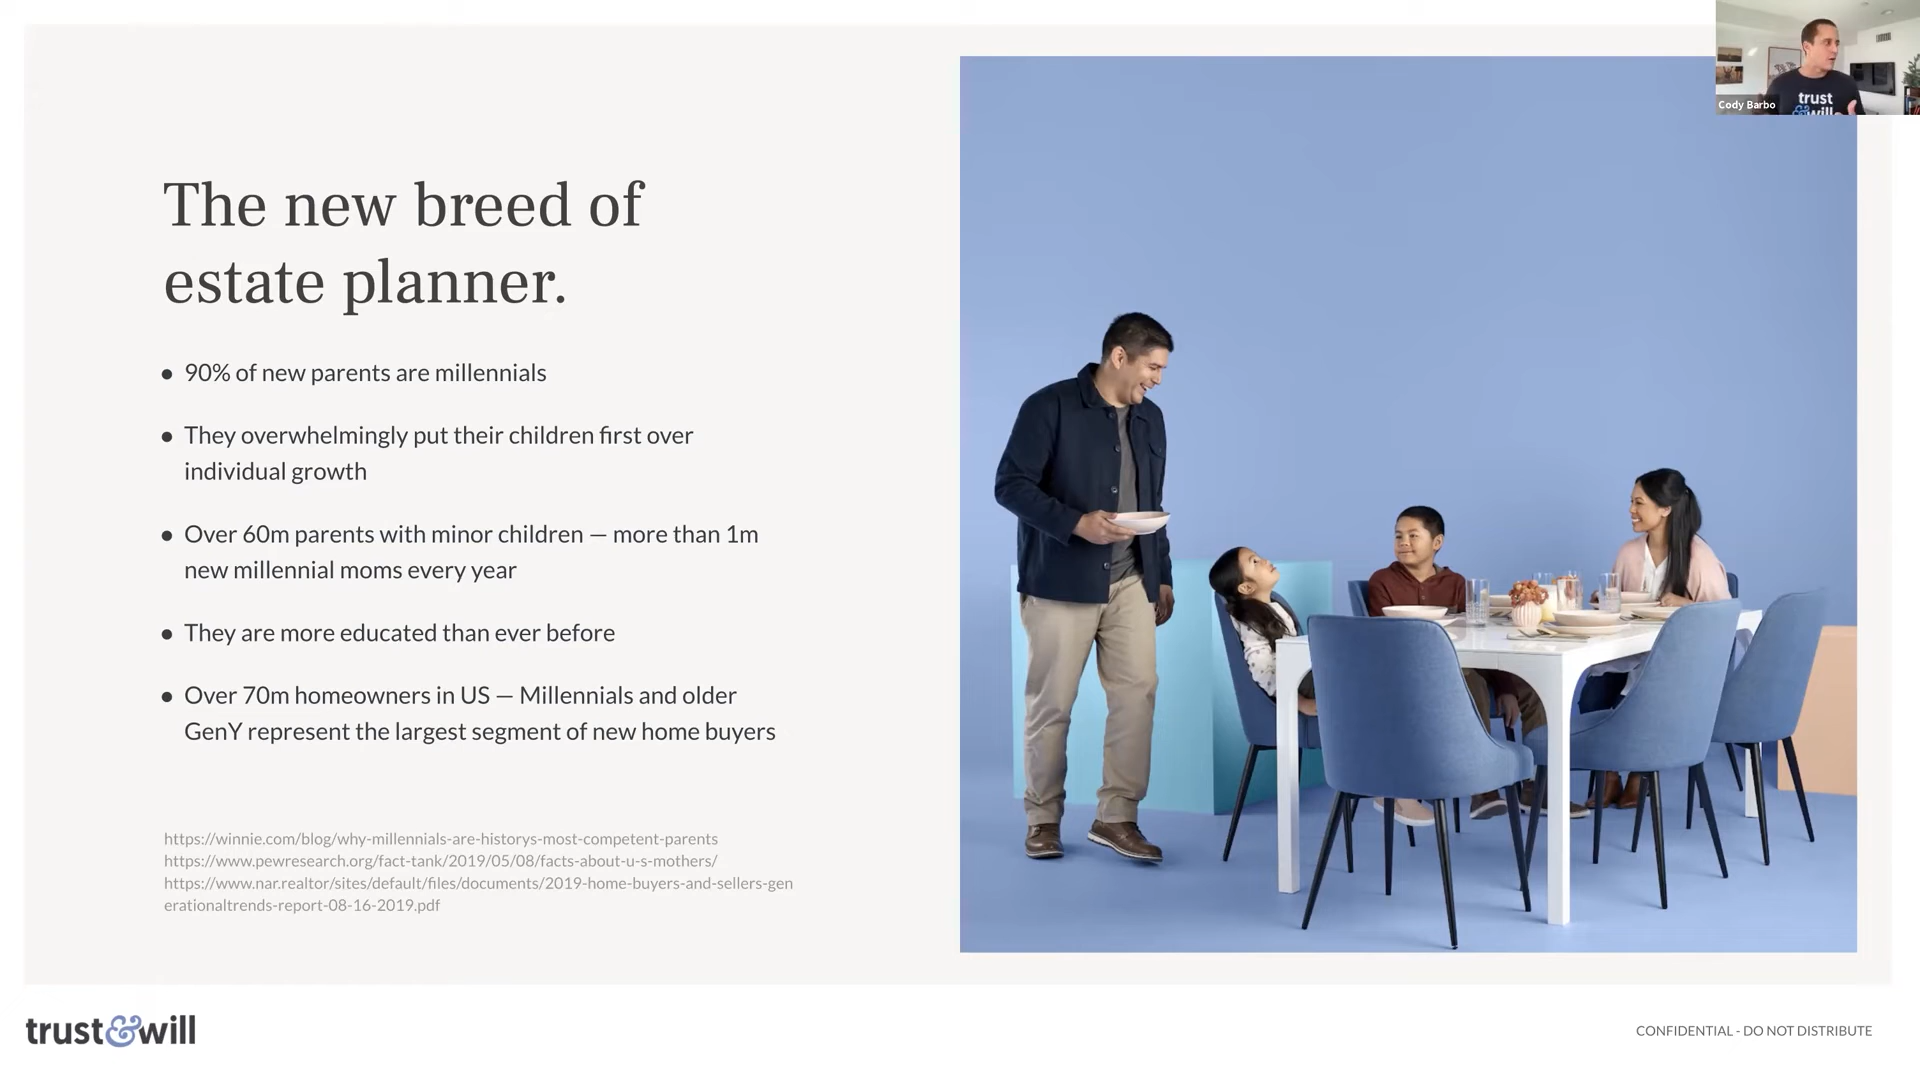 Cody Barbo
trust
&will
The new breed of
estate planner.
● 90% of new parents are millennials
● They overwhelmingly put their children first over
individual growth
● Over 60m parents with minor children — more than 1m
new millennial moms every year
● They are more educated than ever before
● Over 70m homeowners in US — Millennials and older
GenY represent the largest segment of new home buyers
https://winnie.com/blog/why-millennials-are-historys-most-competent-parents
https://www.pewresearch.org/fact-tank/2019/05/08/facts-about-u-s-mothers/
https://www.nar.realtor/sites/default/files/documents/2019-home-buyers-and-sellers-gen
erationaltrends-report-08-16-2019.pdf
trust&will
CONFIDENTIAL - DO NOT DISTRIBUTE